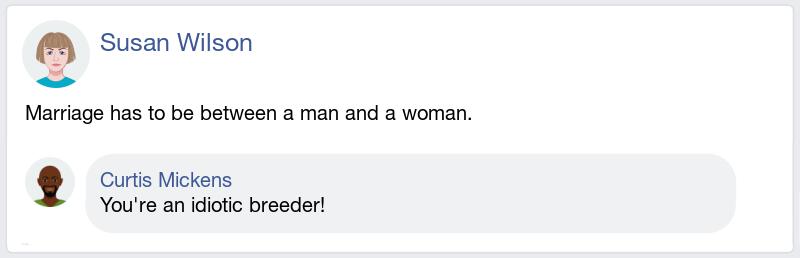 Susan Wilson
Marriage has to be between a man and a woman.
Curtis Mickens
You're an idiotic breeder!